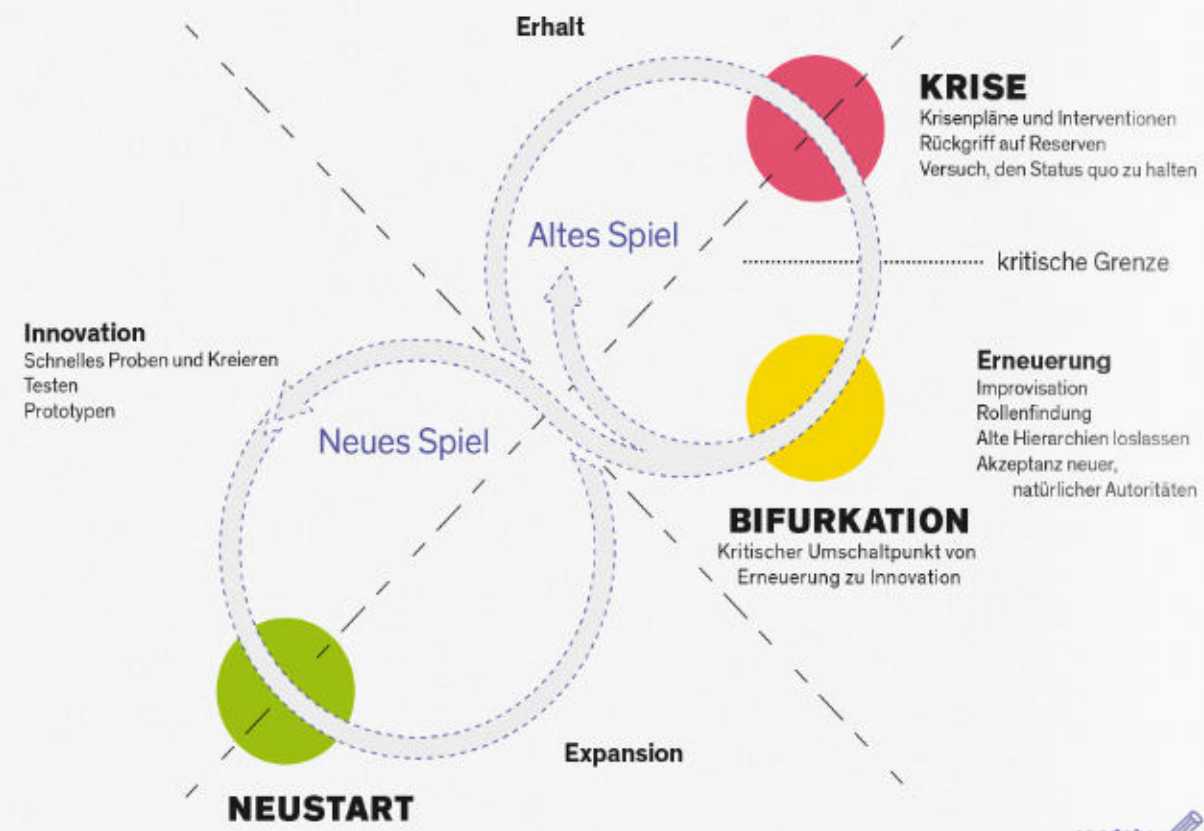 Erhalt
KRISE
Krisenpläne und Interventionen
Rückgriff auf Reserven
Versuch, den Status quo zu halten
Altes Spiel
kritische Grenze
Innovation
Schnelles Proben und Kreieren
Testen
Prototypen
Neues Spiel
Erneuerung
Improvisation
Rollenfindung
Alte Hierarchien loslassen
Akzeptanz neuer,
natürlicher Autoritäten
BIFURKATION
Kritischer Umschaltpunkt von
Erneuerung zu Innovation
Expansion
NEUSTART